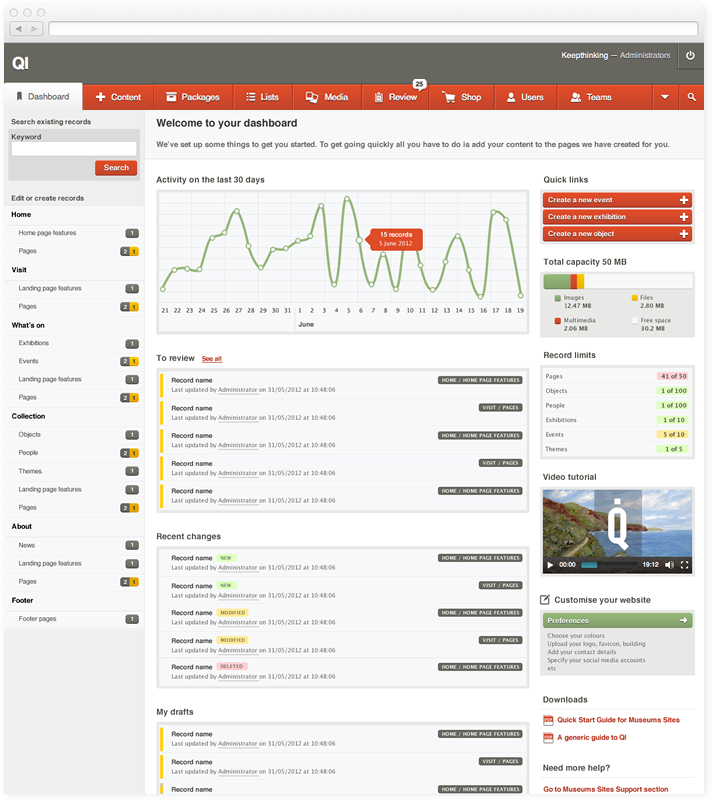 QI
Keepthinking — Administrators
Dashboard
Content
Packages
Lists
Media
Review
25
Shop
Users
Teams
Search existing records
Keyword
Search
Edit or create records
Home
Home page features 1
Pages 2 1
Visit
Landing page features 1
Pages 2 1
What's on
Exhibitions 1
Events 2 1
Landing page features 1
Pages 2 1
Collection
Objects 1
People 2 1
Themes 1
Landing page features 1
Pages 2 1
About
News 1
Landing page features 1
Pages 2 1
Footer
Footer pages 1
Welcome to your dashboard
We've set up some things to get you started. To get going quickly all you have to do is add your content to the pages we have created for you.
Activity on the last 30 days
15 records
5 June 2012
21 22 23 24 25 26 27 28 29 30 31 1 2 3 4 5 6 7 8 9 10 11 12 13 14 15 16 17 18 19
June
To review See all
Record name HOME / HOME PAGE FEATURES
Last updated by Administrator on 31/05/2012 at 10:48:06
Record name VISIT / PAGES
Last updated by Administrator on 31/05/2012 at 10:48:06
Record name HOME / HOME PAGE FEATURES
Last updated by Administrator on 31/05/2012 at 10:48:06
Record name VISIT / PAGES
Last updated by Administrator on 31/05/2012 at 10:48:06
Record name HOME / HOME PAGE FEATURES
Last updated by Administrator on 31/05/2012 at 10:48:06
Recent changes
Record name NEW HOME / HOME PAGE FEATURES
Last updated by Administrator on 31/05/2012 at 10:48:06
Record name NEW VISIT / PAGES
Last updated by Administrator on 31/05/2012 at 10:48:06
Record name MODIFIED HOME / HOME PAGE FEATURES
Last updated by Administrator on 31/05/2012 at 10:48:06
Record name MODIFIED VISIT / PAGES
Last updated by Administrator on 31/05/2012 at 10:48:06
Record name DELETED HOME / HOME PAGE FEATURES
Last updated by Administrator on 31/05/2012 at 10:48:06
My drafts
Record name HOME / HOME PAGE FEATURES
Last updated by Administrator on 31/05/2012 at 10:48:06
Record name VISIT / PAGES
Last updated by Administrator on 31/05/2012 at 10:48:06
Record name HOME / HOME PAGE FEATURES
Quick links
Create a new event
Create a new exhibition
Create a new object
Total capacity 50 MB
Images
12.47 MB
Files
2.80 MB
Multimedia
2.06 MB
Free space
30.2 MB
Record limits
Pages 41 of 50
Objects 1 of 100
People 1 of 100
Exhibitions 1 of 10
Events 5 of 10
Themes 1 of 5
Video tutorial
QI
00:00 19:12
Customise your website
Preferences
Choose your colours
Upload your logo, favicon, building
Add your contact details
Specify your social media accounts
etc
Downloads
Quick Start Guide for Museums Sites
A generic guide to QI
Need more help?
Go to Museums Sites Support section